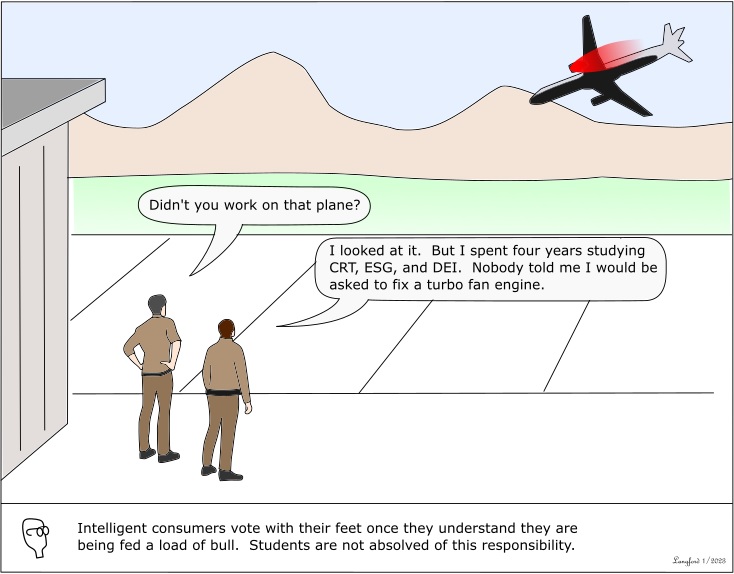 Didn't you work on that plane?
I looked at it.  But I spent four years studying
CRT, ESG, and DEI.  Nobody told me I would be
asked to fix a turbo fan engine.
Intelligent consumers vote with their feet once they understand they are
being fed a load of bull.  Students are not absolved of this responsibility.
Langford 1/2023